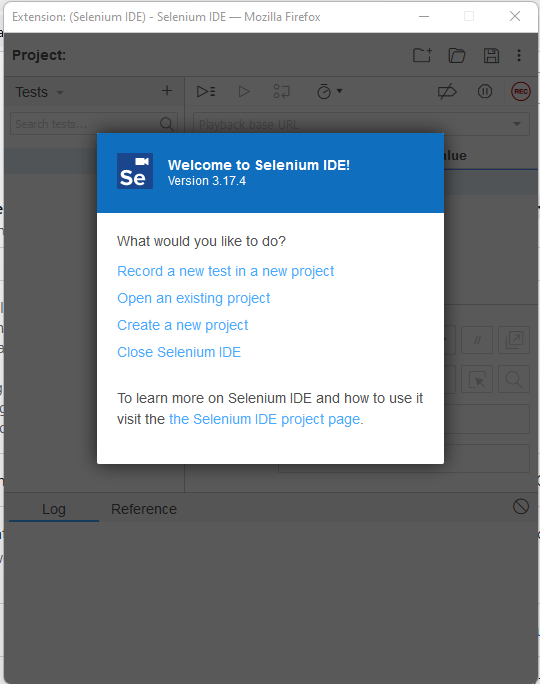 Extension: (Selenium IDE) - Selenium IDE — Mozilla Firefox
Project:
Tests
REC
Search tests...
Playback base URL
alue
Se
Welcome to Selenium IDE!
Version 3.17.4
What would you like to do?
Record a new test in a new project
Open an existing project
Create a new project
Close Selenium IDE
//
To learn more on Selenium IDE and how to use it
visit the the Selenium IDE project page.
Log
Reference